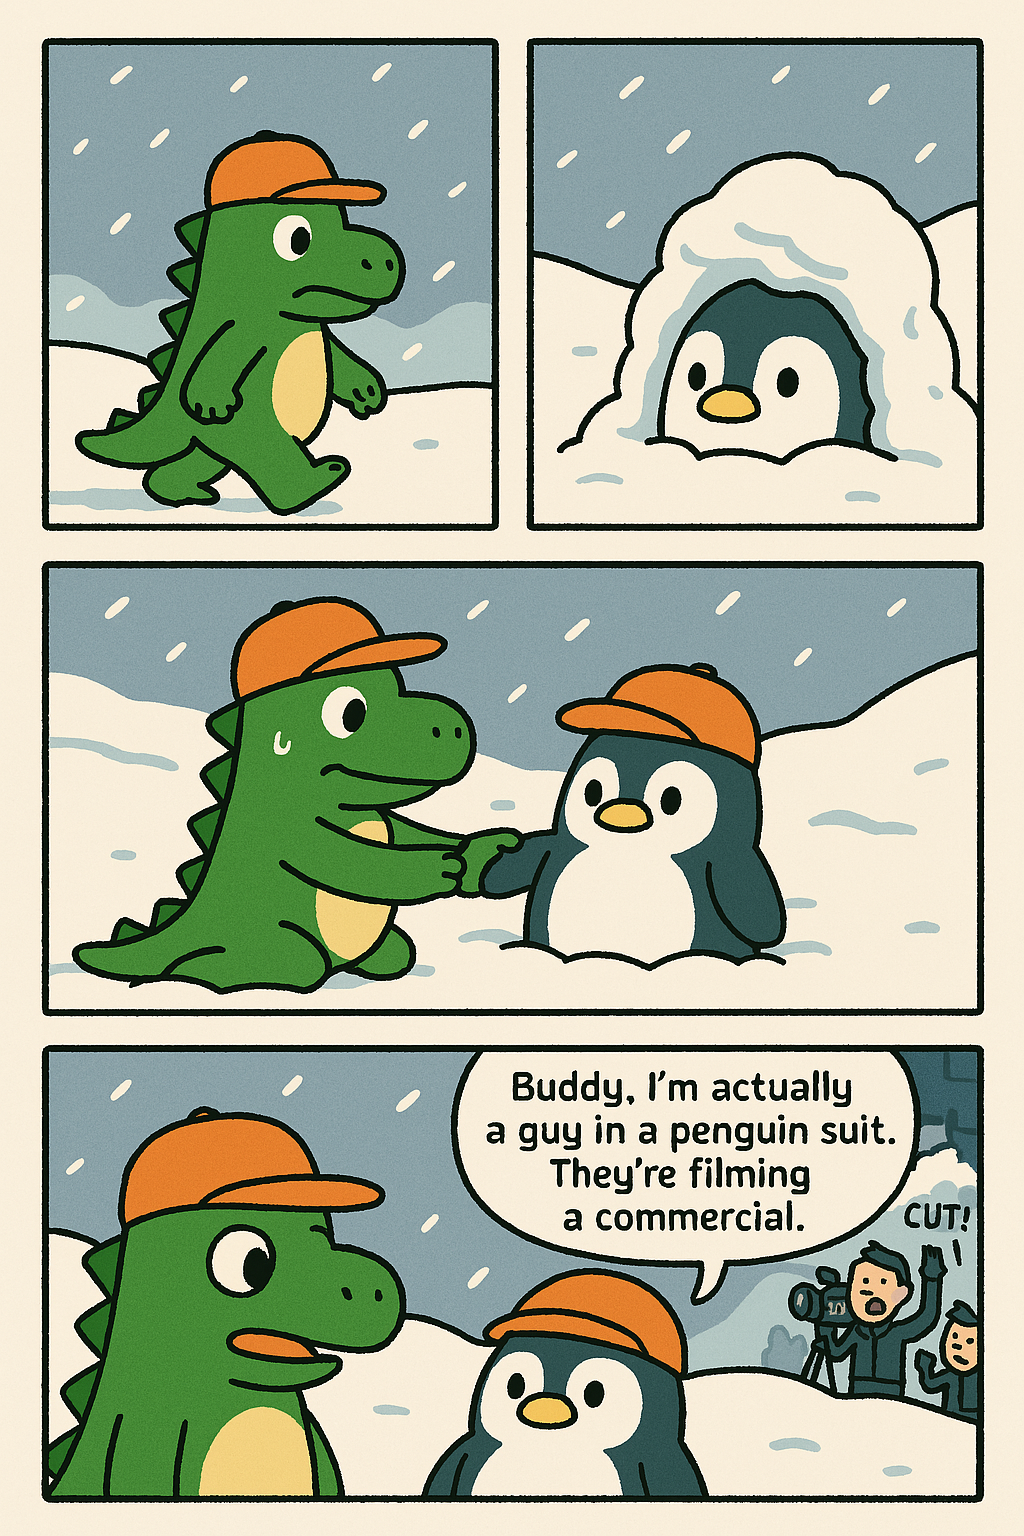 Buddy, I'm actually
a guy in a penguin suit.
They're filming
a commercial.
CUT!